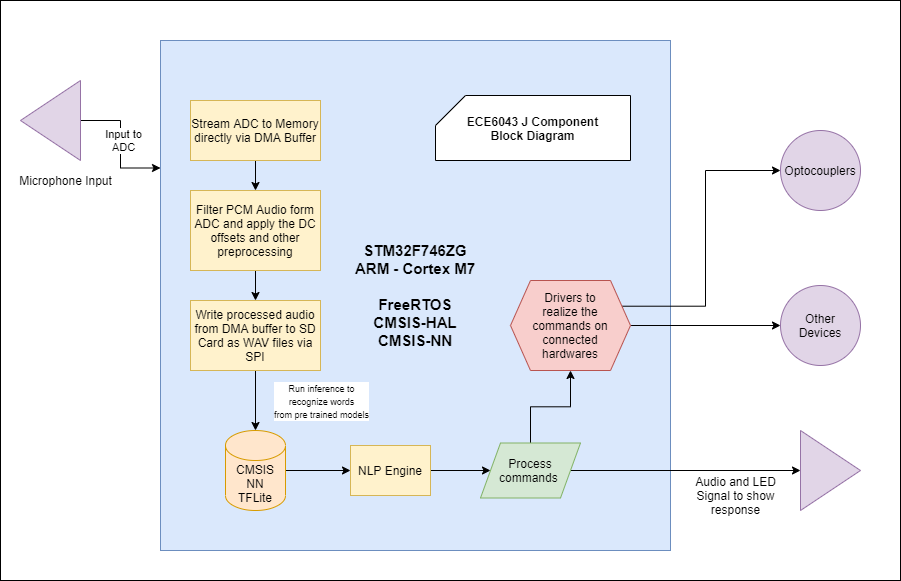 Input to
ADC
Microphone Input
Stream ADC to Memory
directly via DMA Buffer
ECE6043 J Component
Block Diagram
Filter PCM Audio form
ADC and apply the DC
offsets and other
preprocessing
STM32F746ZG
ARM - Cortex M7
FreeRTOS
CMSIS-HAL
CMSIS-NN
Write processed audio
from DMA buffer to SD
Card as WAV files via
SPI
Run inference to
recognize words
from pre trained models
CMSIS
NN
TFLite
NLP Engine
Process
commands
Drivers to
realize the
commands on
connected
hardwares
Optocouplers
Other
Devices
Audio and LED
Signal to show
response